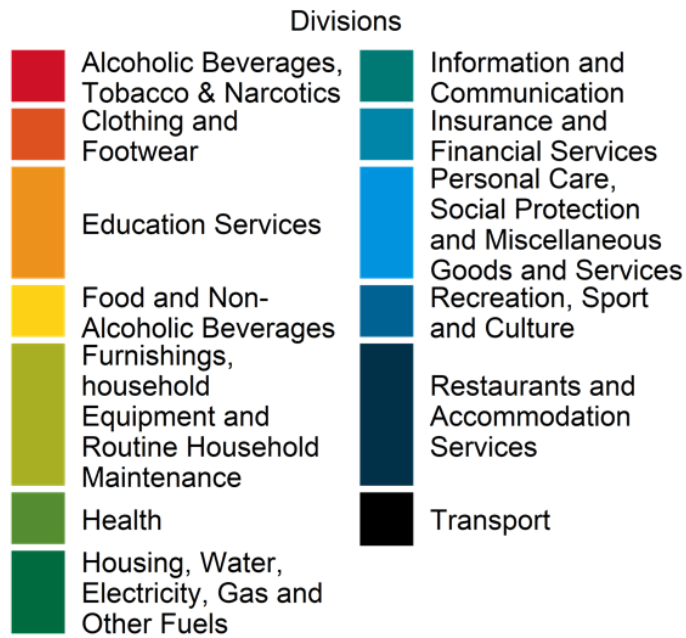 Divisions
Alcoholic Beverages,
Tobacco & Narcotics
Clothing and
Footwear
Education Services
Food and Non-
Alcoholic Beverages
Furnishings,
household
Equipment and
Routine Household
Maintenance
Health
Housing, Water,
Electricity, Gas and
Other Fuels
Information and
Communication
Insurance and
Financial Services
Personal Care,
Social Protection
and Miscellaneous
Goods and Services
Recreation, Sport
and Culture
Restaurants and
Accommodation
Services
Transport